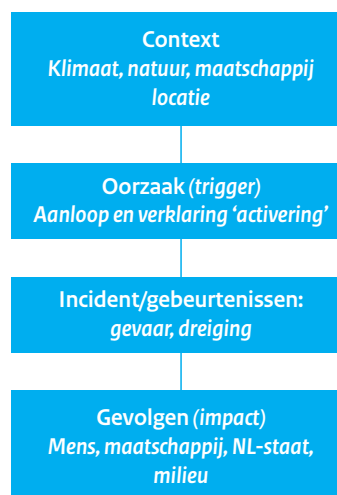 Context
Klimaat, natuur, maatschappij
locatie
Oorzaak (trigger)
Aanloop en verklaring ‘activering’
Incident/gebeurtenissen:
gevaar, dreiging
Gevolgen (impact)
Mens, maatschappij, NL-staat,
milieu